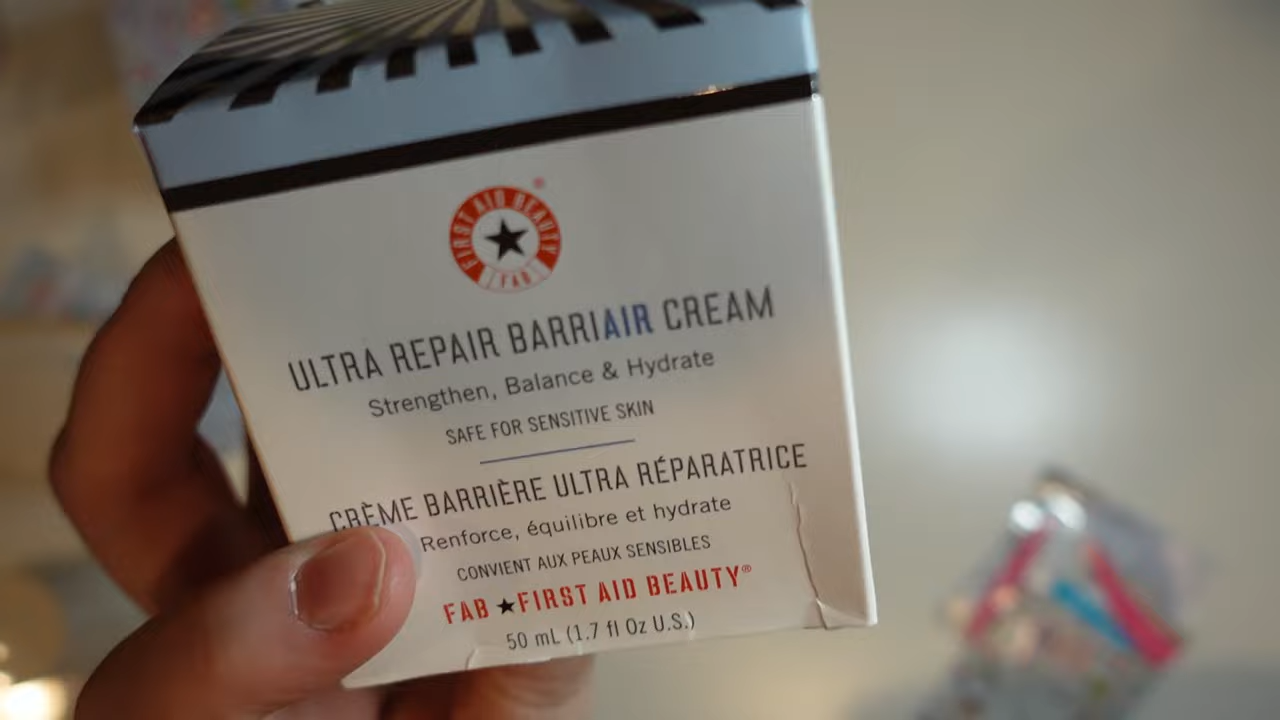 FIRST AID BEAUTY
FAB
ULTRA REPAIR BARRIAIR CREAM
Strengthen, Balance & Hydrate
SAFE FOR SENSITIVE SKIN
CRÈME BARRIÈRE ULTRA RÉPARATRICE
Renforce, équilibre et hydrate
CONVIENT AUX PEAUX SENSIBLES
FAB ★ FIRST AID BEAUTY®
50 mL (1.7 fl Oz U.S.)